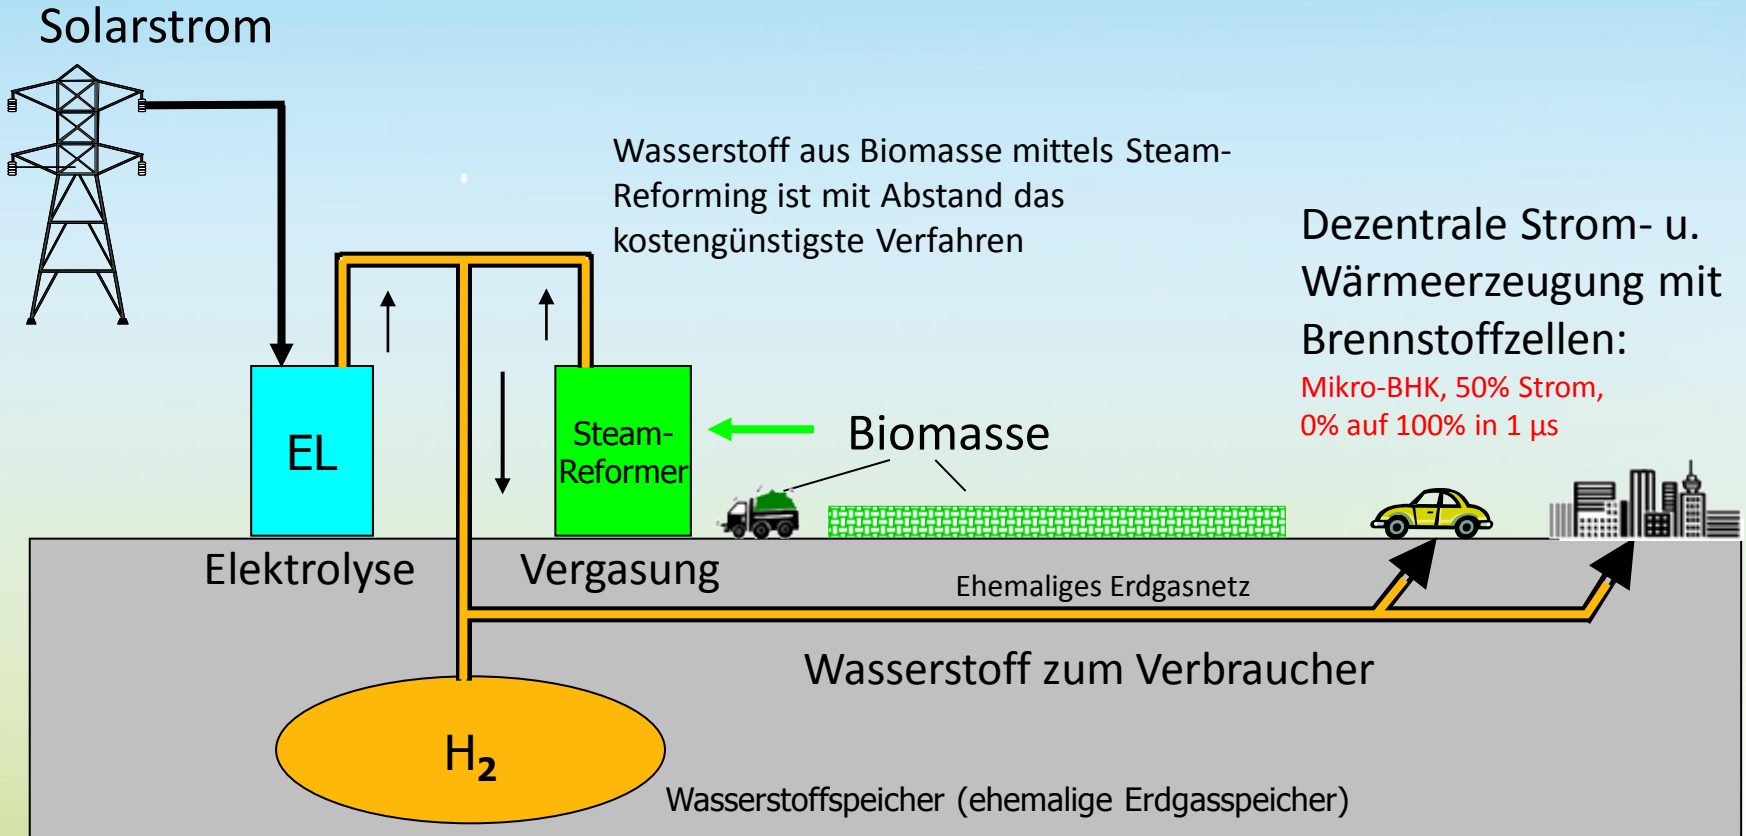 Solarstrom
Wasserstoff aus Biomasse mittels Steam-
Reforming ist mit Abstand das
kostengünstigste Verfahren
Dezentrale Strom- u.
Wärmeerzeugung mit
Brennstoffzellen:
Mikro-BHK, 50% Strom,
0% auf 100% in 1 µs
EL
Steam-
Reformer
Biomasse
Elektrolyse
Vergasung
Ehemaliges Erdgasnetz
Wasserstoff zum Verbraucher
H₂
Wasserstoffspeicher (ehemalige Erdgasspeicher)